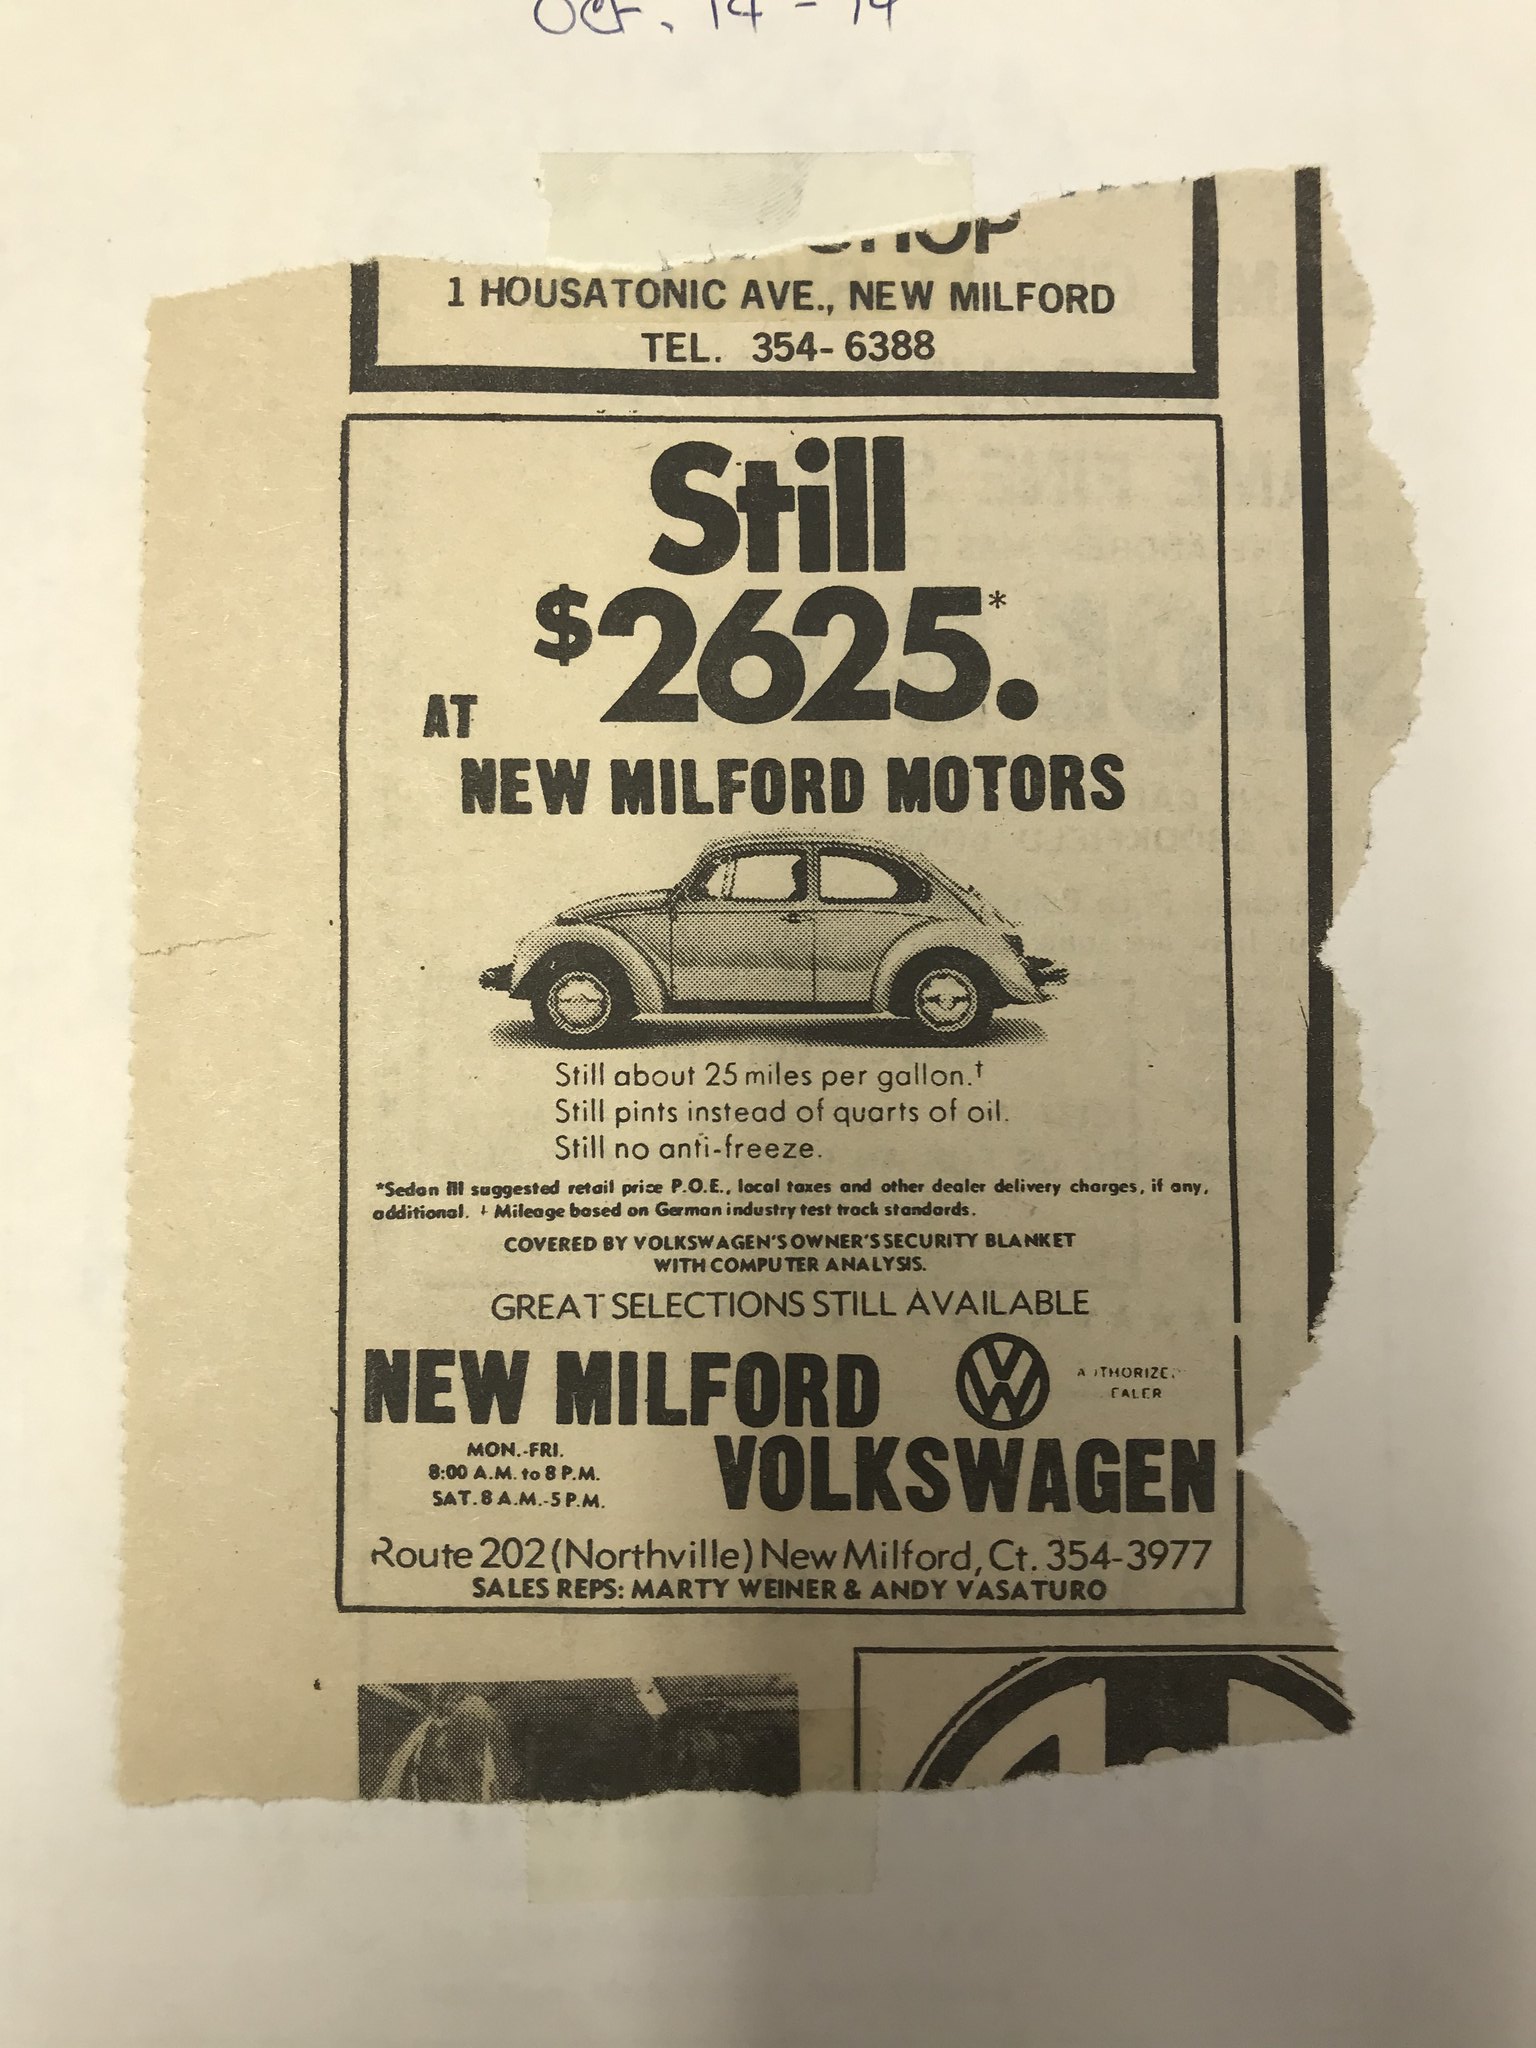 Oct. 14 - 19
SHOP
1 HOUSATONIC AVE., NEW MILFORD
TEL. 354-6388
Still
$2625.*
AT
NEW MILFORD MOTORS
Still about 25 miles per gallon.†
Still pints instead of quarts of oil.
Still no anti-freeze.
*Sedan III suggested retail price P.O.E., local taxes and other dealer delivery charges, if any,
additional. † Mileage based on German industry test track standards.
COVERED BY VOLKSWAGEN'S OWNER'S SECURITY BLANKET
WITH COMPUTER ANALYSIS.
GREAT SELECTIONS STILL AVAILABLE
NEW MILFORD
VOLKSWAGEN
MON.-FRI.
8:00 A.M. to 8 P.M.
SAT. 8 A.M.-5 P.M.
Route 202 (Northville) New Milford, Ct. 354-3977
SALES REPS: MARTY WEINER & ANDY VASATURO